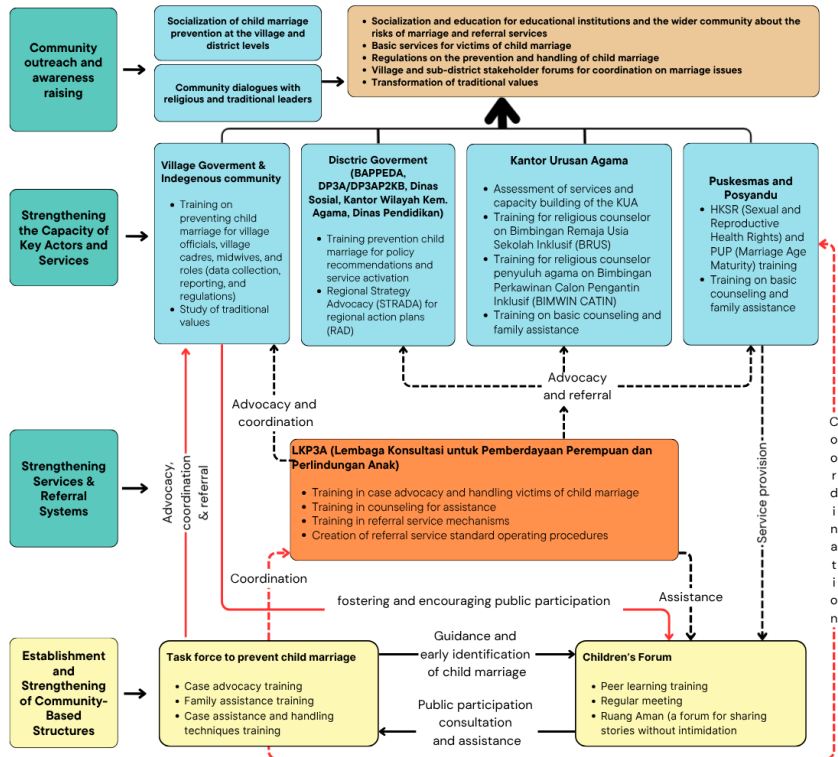 Community
outreach and
awareness
raising
Socialization of child marriage
prevention at the village and
district levels
Community dialogues with
religious and traditional leaders
• Socialization and education for educational institutions and the wider community about the
risks of marriage and referral services
• Basic services for victims of child marriage
• Regulations on the prevention and handling of child marriage
• Village and sub-district stakeholder forums for coordination on marriage issues
• Transformation of traditional values
Strengthening
the Capacity of
Key Actors and
Services
Village Goverment &
Indegenous community
• Training on
preventing child
marriage for village
officials, village
cadres, midwives, and
roles (data collection,
reporting, and
regulations)
• Study of traditional
values
Disctric Goverment
(BAPPEDA,
DP3A/DP3AP2KB, Dinas
Sosial, Kantor Wilayah Kem.
Agama, Dinas Pendidikan)
• Training prevention child
marriage for policy
recommendations and
service activation
• Regional Strategy
Advocacy (STRADA) for
regional action plans
(RAD)
Kantor Urusan Agama
• Assessment of services and
capacity building of the KUA
• Training for religious counselor
on Bimbingan Remaja Usia
Sekolah Inklusif (BRUS)
• Training for religious counselor
penyuluh agama on Bimbingan
Perkawinan Calon Pengantin
Inklusif (BIMWIN CATIN)
• Training on basic counseling and
family assistance
Puskesmas and
Posyandu
• HKSR (Sexual and
Reproductive
Health Rights) and
PUP (Marriage Age
Maturity) training
• Training on basic
counseling and
family assistance
Advocacy and
coordination
Advocacy
and referral
Strengthening
Services &
Referral
Systems
Advocacy,
coordination
& referral
LKP3A (Lembaga Konsultasi untuk Pemberdayaan Perempuan dan
Perlindungan Anak)
• Training in case advocacy and handling victims of child marriage
• Training in counseling for assistance
• Training in referral service mechanisms
• Creation of referral service standard operating procedures
Service provision
Coordination
Coordination
fostering and encouraging public participation
Assistance
Establishment
and
Strengthening
of Community-
Based
Structures
Task force to prevent child marriage
• Case advocacy training
• Family assistance training
• Case assistance and handling
techniques training
Guidance and
early identification
of child marriage
Public participation
consultation
and assistance
Children's Forum
• Peer learning training
• Regular meeting
• Ruang Aman (a forum for sharing
stories without intimidation